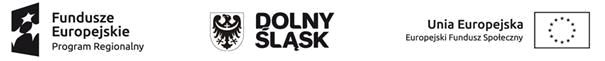 Fundusze
Europejskie
Program Regionalny
DOLNY
ŚLĄSK
Unia Europejska
Europejski Fundusz Społeczny